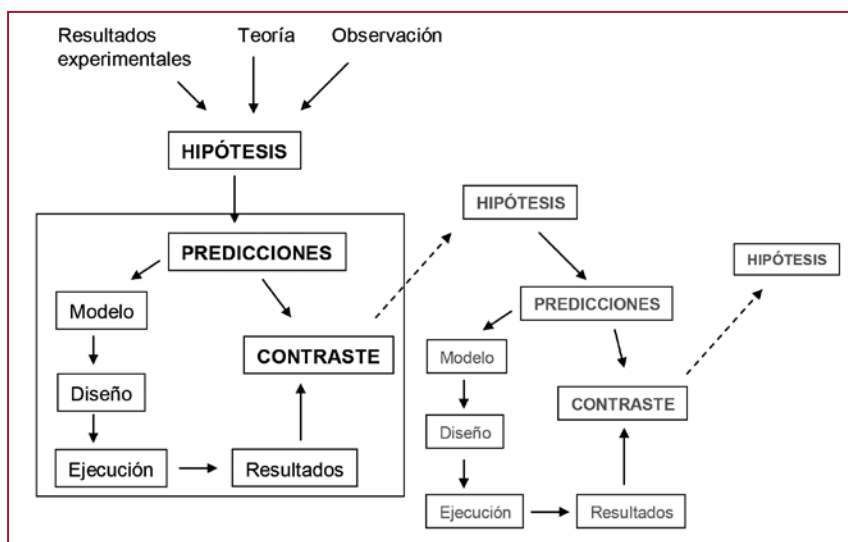 Resultados
experimentales
Teoría
Observación
HIPÓTESIS
PREDICCIONES
Modelo
CONTRASTE
Diseño
Ejecución
Resultados
HIPÓTESIS
PREDICCIONES
Modelo
CONTRASTE
Diseño
Ejecución
Resultados
HIPÓTESIS